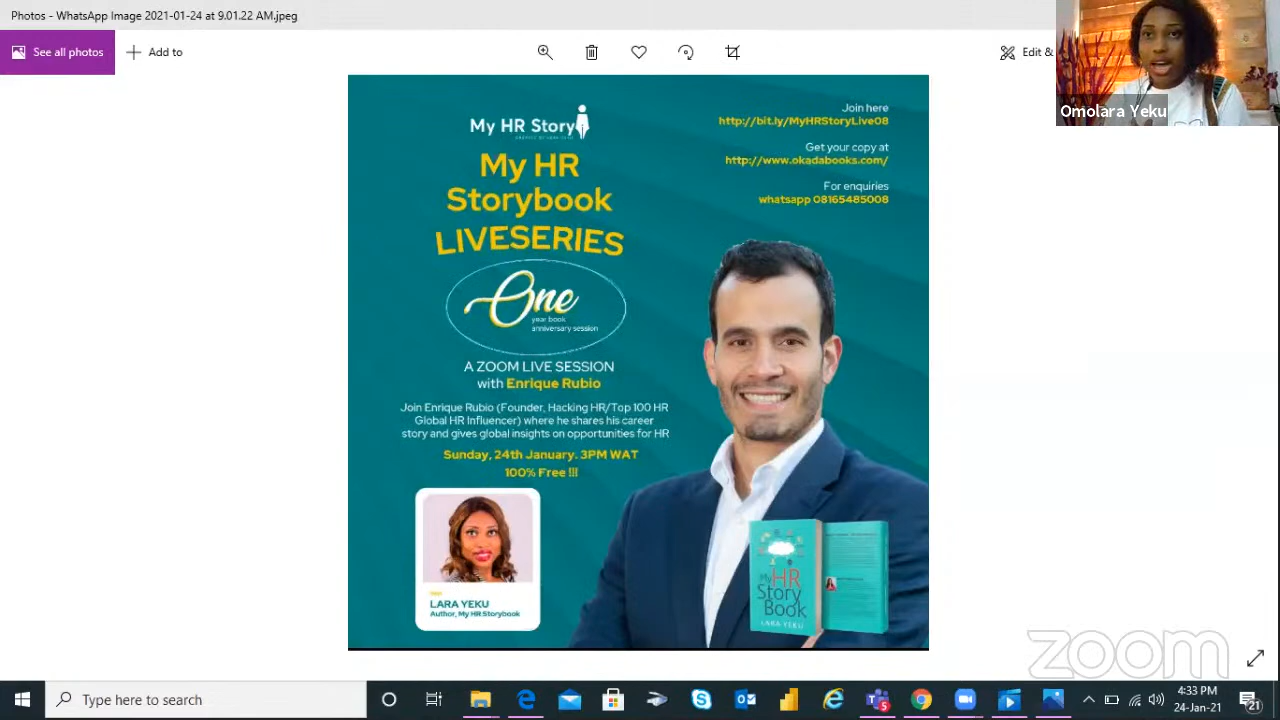 Photos - WhatsApp Image 2021-01-24 at 9.01.22 AM.jpeg
See all photos
Add to
Edit &
Omolara Yeku
My HR Story
Join here
http://bit.ly/MyHRStoryLive08
Get your copy at
http://www.okadabooks.com/
For enquiries
whatsapp 08165485008
My HR
Storybook
LIVESERIES
One
year book
anniversary session
A ZOOM LIVE SESSION
with Enrique Rubio
Join Enrique Rubio (Founder, Hacking HR/Top 100 HR
Global HR Influencer) where he shares his career
story and gives global insights on opportunities for HR
Sunday, 24th January. 3PM WAT
100% Free !!!
LARA YEKU
Author, My HR Storybook
My HR
Story
Book
LARA YEKU
zoom
Type here to search
5
4:33 PM
24-Jan-21
21